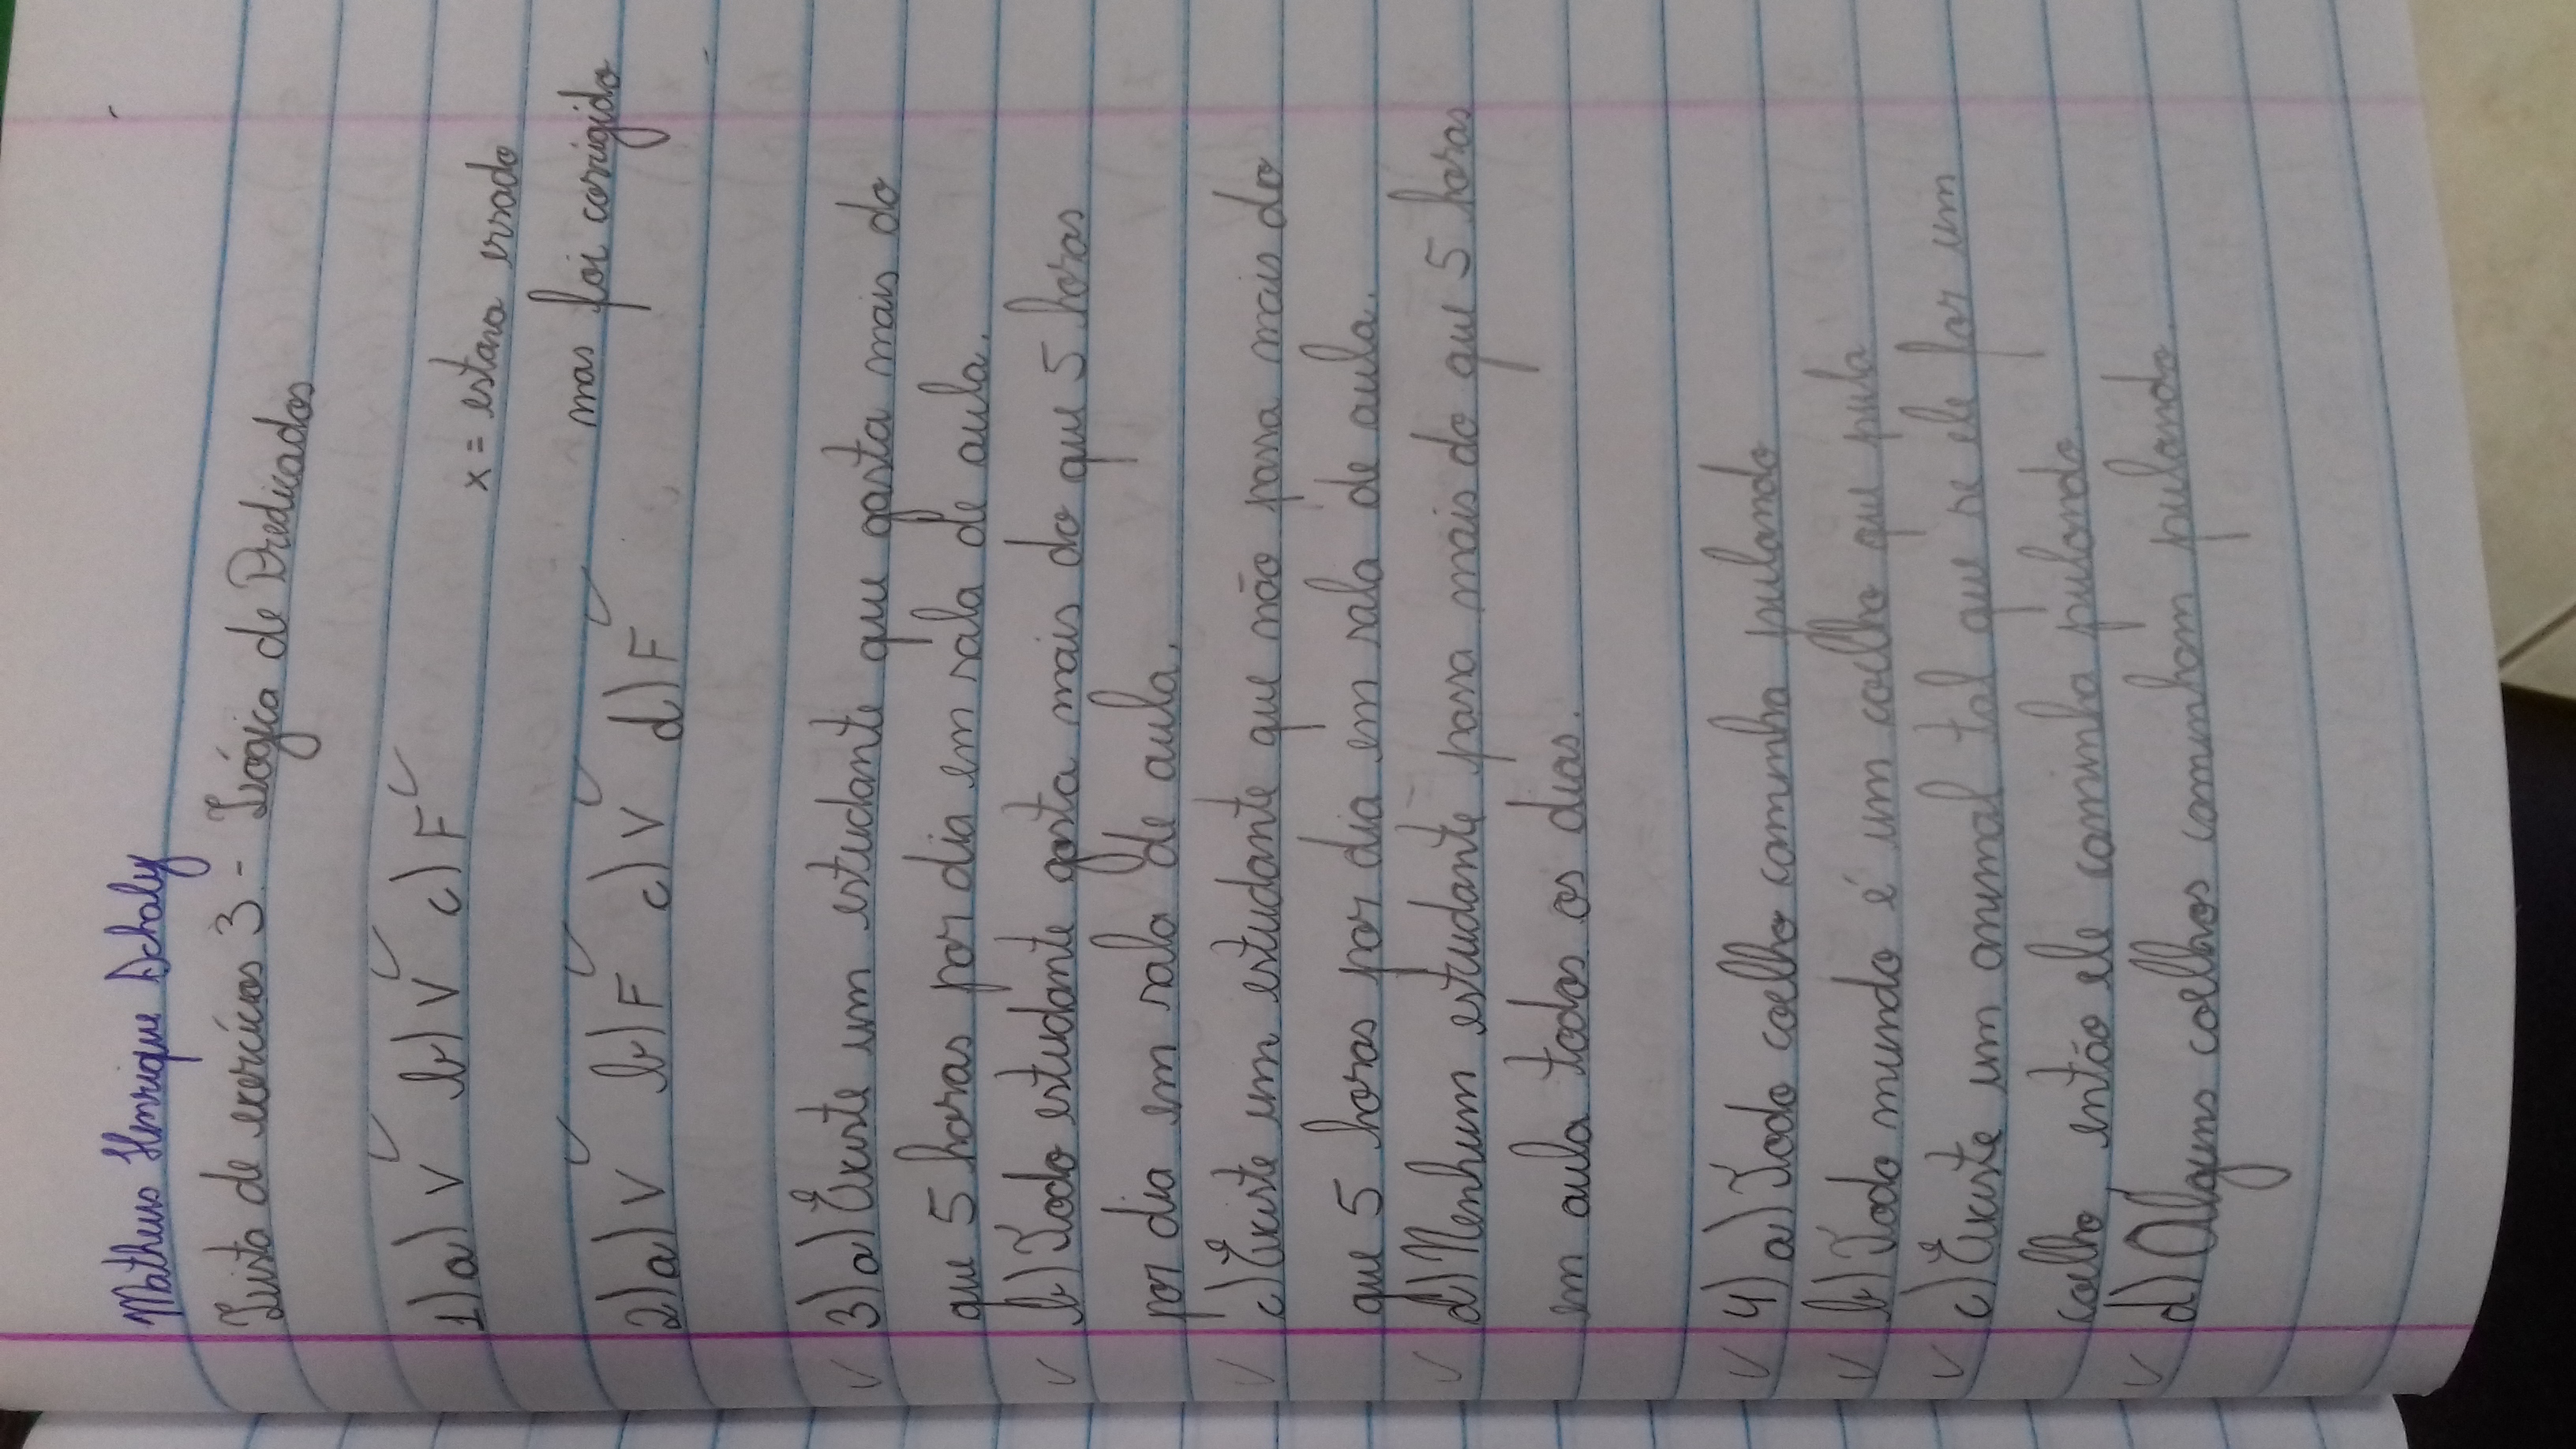 Matheus Henrique Schaly
Lista de exercícios 3 - Lógica de Predicados
1) a) V ✓ b) V ✓ c) F ✓
x = estava errado
mas foi corrigido
2) a) V ✓ b) F ✓ c) V ✓ d) F ✓
✓ 3) a) Existe um estudante que gasta mais do
que 5 horas por dia em sala de aula.
✓ b) Todo estudante gasta mais do que 5 horas
por dia em sala de aula.
✓ c) Existe um estudante que não passa mais do
que 5 horas por dia em sala de aula.
✓ d) Nenhum estudante passa mais do que 5 horas
em aula todos os dias.
✓ 4) a) Todo coelho caminha pulando
✓ b) Todo mundo é um coelho que pula
✓ c) Existe um animal tal que se ele for um
coelho, então ele caminha pulando.
✓ d) Alguns coelhos caminham pulando.